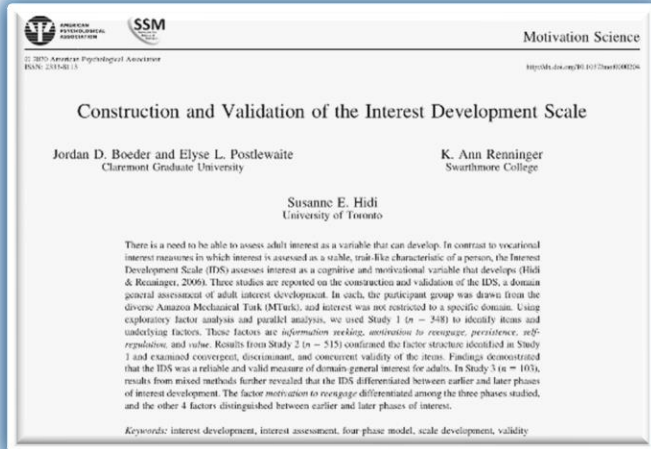 AMERICAN
PSYCHOLOGICAL
ASSOCIATION
SSM
Motivation Science
© 2020 American Psychological Association
ISSN: 2333-8113
Construction and Validation of the Interest Development Scale
Jordan D. Boeder and Elyse L. Postlewaite
Claremont Graduate University
K. Ann Renninger
Swarthmore College
Susanne E. Hidi
University of Toronto
There is a need to be able to assess adult interest as a variable that can develop. In contrast to vocational
interest measures in which interest is assessed as a stable, trait-like characteristic of a person, the Interest
Development Scale (IDS) assesses interest as a cognitive and motivational variable that develops (Hidi
& Renninger, 2006). Three studies are reported on the construction and validation of the IDS, a domain
general assessment of adult interest development. In each, the participant group was drawn from the
diverse Amazon Mechanical Turk (MTurk), and interest was not restricted to a specific domain. Using
exploratory factor analysis and parallel analysis, we used Study 1 (n = 348) to identify items and
underlying factors. These factors are information seeking, motivation to reengage, persistence, self-
regulation, and value. Results from Study 2 (n = 515) confirmed the factor structure identified in Study
1 and examined convergent, discriminant, and concurrent validity of the items. Findings demonstrated
that the IDS was a reliable and valid measure of domain-general interest for adults. In Study 3 (n = 103),
results from mixed methods further revealed that the IDS differentiated between earlier and later phases
of interest development. The factor motivation to reengage differentiated among the three phases studied,
and the other 4 factors distinguished between earlier and later phases of interest.
Keywords: interest development, interest assessment, four-phase model, scale development, validity